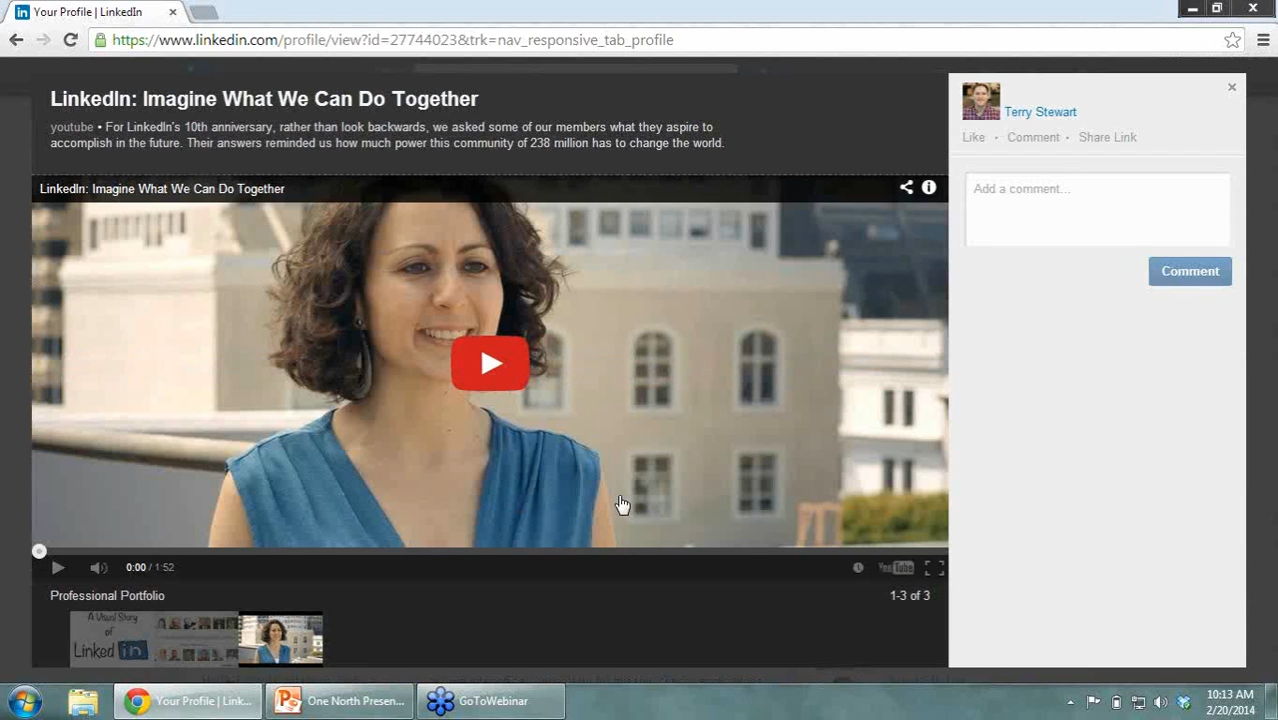 Your Profile | LinkedIn
https://www.linkedin.com/profile/view?id=27744023&trk=nav_responsive_tab_profile
LinkedIn: Imagine What We Can Do Together
youtube • For LinkedIn's 10th anniversary, rather than look backwards, we asked some of our members what they aspire to
accomplish in the future. Their answers reminded us how much power this community of 238 million has to change the world.
LinkedIn: Imagine What We Can Do Together
Terry Stewart
Like • Comment • Share Link
Add a comment...
Comment
0:00 / 1:52
YouTube
Professional Portfolio
1-3 of 3
A Visual Story
of
Linked in
Your Profile | Link...
One North Presen...
GoToWebinar
10:13 AM
2/20/2014